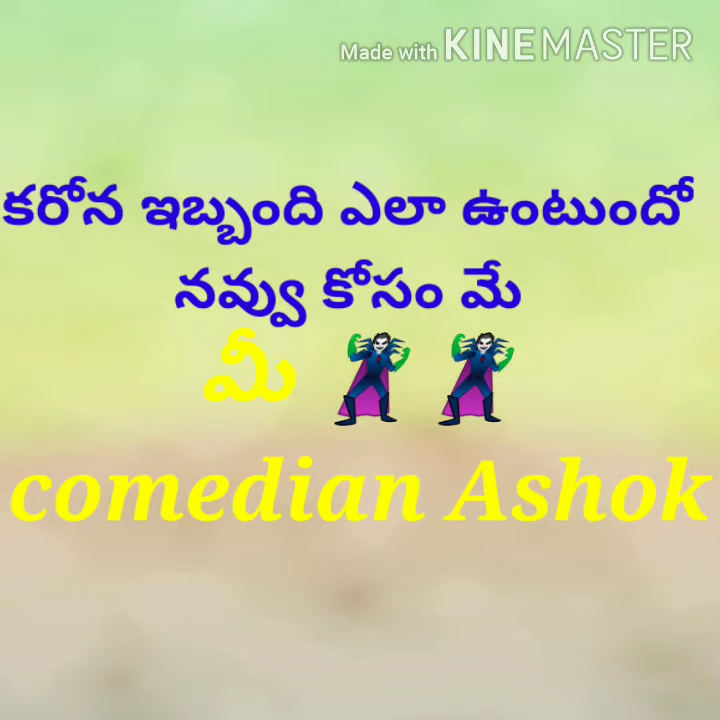 Made with KINEMASTER
కరోన ఇబ్బంది ఎలా ఉంటుందో
నవ్వు కోసం మే
మీ
comedian Ashok